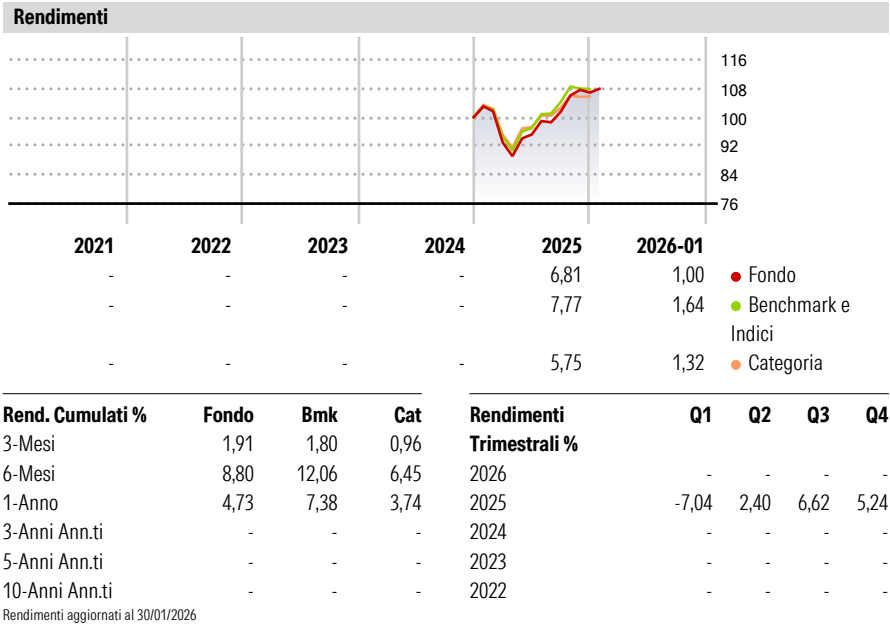 Rendimenti
116
108
100
92
84
76
2021 2022 2023 2024 2025 2026-01
- - - - 6,81 1,00 Fondo
- - - - 7,77 1,64 Benchmark e
Indici
- - - - 5,75 1,32 Categoria
Rend. Cumulati % Fondo Bmk Cat
3-Mesi 1,91 1,80 0,96
6-Mesi 8,80 12,06 6,45
1-Anno 4,73 7,38 3,74
3-Anni Ann.ti - - -
5-Anni Ann.ti - - -
10-Anni Ann.ti - - -
Rendimenti aggiornati al 30/01/2026
Rendimenti Q1 Q2 Q3 Q4
Trimestrali %
2026 - - - -
2025 -7,04 2,40 6,62 5,24
2024 - - - -
2023 - - - -
2022 - - - -